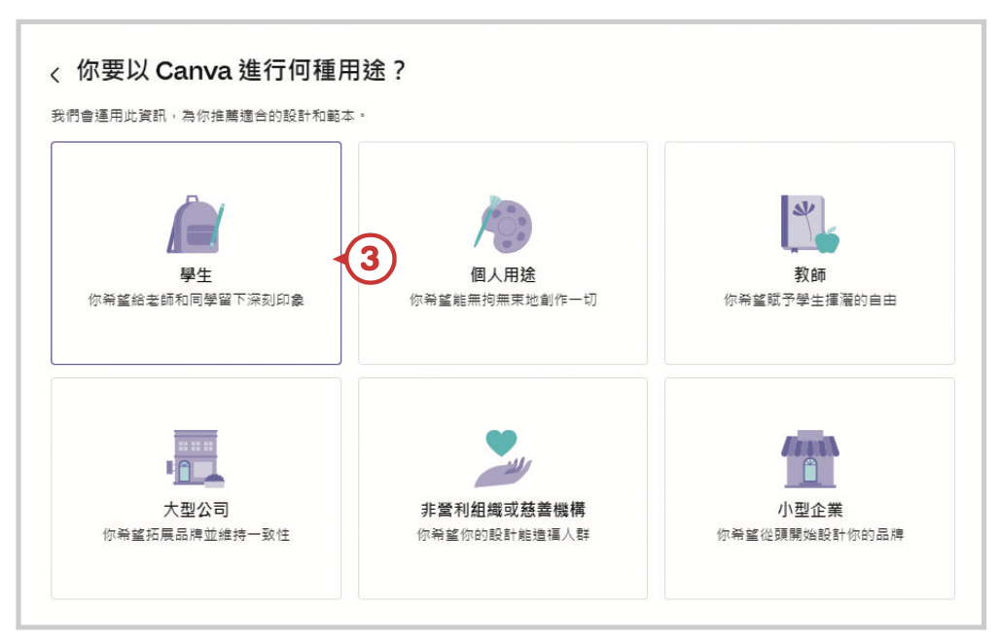 你要以 Canva 進行何種用途？
我們會運用此資訊，為你推薦適合的設計和範本。
學生
你希望給老師和同學留下深刻印象
3
個人用途
你希望能無拘無束地創作一切
教師
你希望賦予學生揮灑的自由
大型公司
你希望拓展品牌並維持一致性
非營利組織或慈善機構
你希望你的設計能造福人群
小型企業
你希望從頭開始設計你的品牌